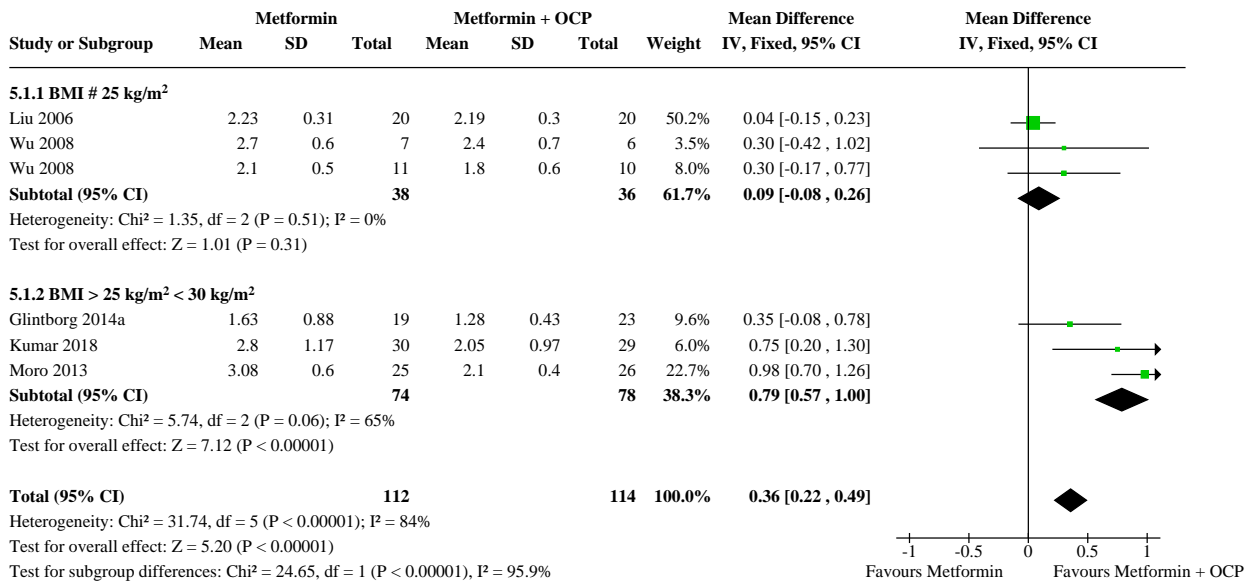 Metformin Metformin + OCP Mean Difference Mean Difference
Study or Subgroup Mean SD Total Mean SD Total Weight IV, Fixed, 95% CI IV, Fixed, 95% CI
5.1.1 BMI # 25 kg/m²
Liu 2006 2.23 0.31 20 2.19 0.3 20 50.2% 0.04 [-0.15 , 0.23]
Wu 2008 2.7 0.6 7 2.4 0.7 6 3.5% 0.30 [-0.42 , 1.02]
Wu 2008 2.1 0.5 11 1.8 0.6 10 8.0% 0.30 [-0.17 , 0.77]
Subtotal (95% CI) 38 36 61.7% 0.09 [-0.08 , 0.26]
Heterogeneity: Chi² = 1.35, df = 2 (P = 0.51); I² = 0%
Test for overall effect: Z = 1.01 (P = 0.31)
5.1.2 BMI > 25 kg/m² < 30 kg/m²
Glintborg 2014a 1.63 0.88 19 1.28 0.43 23 9.6% 0.35 [-0.08 , 0.78]
Kumar 2018 2.8 1.17 30 2.05 0.97 29 6.0% 0.75 [0.20 , 1.30]
Moro 2013 3.08 0.6 25 2.1 0.4 26 22.7% 0.98 [0.70 , 1.26]
Subtotal (95% CI) 74 78 38.3% 0.79 [0.57 , 1.00]
Heterogeneity: Chi² = 5.74, df = 2 (P = 0.06); I² = 65%
Test for overall effect: Z = 7.12 (P < 0.00001)
Total (95% CI) 112 114 100.0% 0.36 [0.22 , 0.49]
Heterogeneity: Chi² = 31.74, df = 5 (P < 0.00001); I² = 84%
Test for overall effect: Z = 5.20 (P < 0.00001)
-1 -0.5 0 0.5 1
Test for subgroup differences: Chi² = 24.65, df = 1 (P < 0.00001), I² = 95.9% Favours Metformin Favours Metformin + OCP